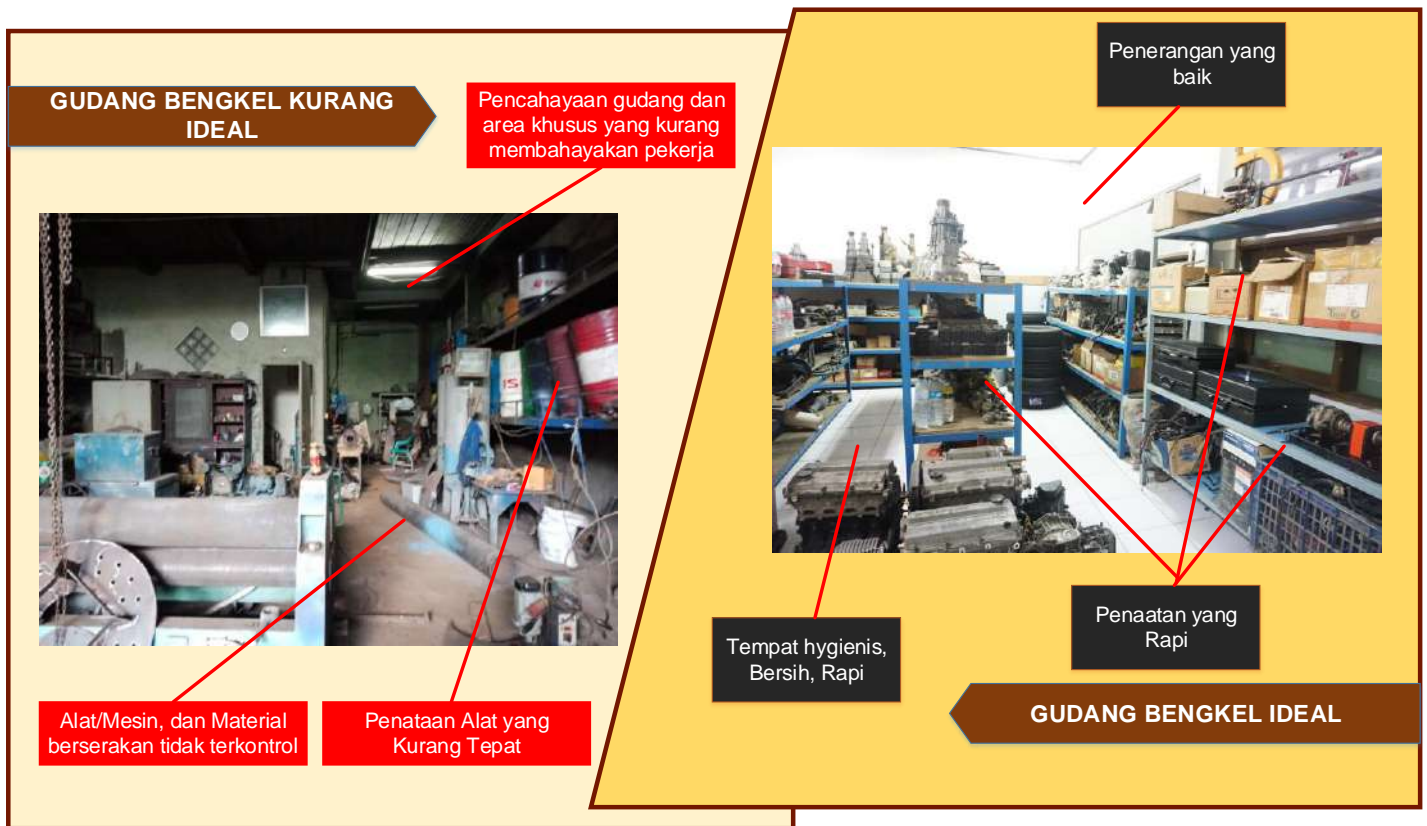 GUDANG BENGKEL KURANG
IDEAL
Pencahayaan gudang dan
area khusus yang kurang
membahayakan pekerja
Alat/Mesin, dan Material
berserakan tidak terkontrol
Penataan Alat yang
Kurang Tepat
Penerangan yang
baik
Tempat hygienis,
Bersih, Rapi
Penaatan yang
Rapi
GUDANG BENGKEL IDEAL